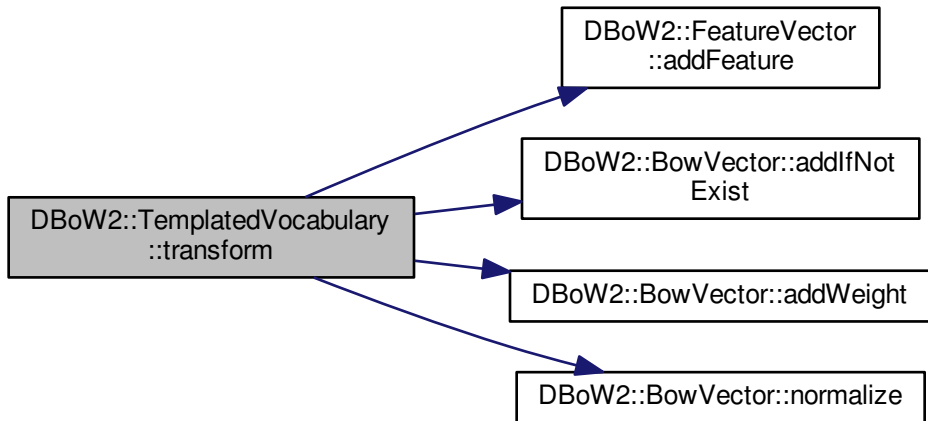 DBoW2::FeatureVector
::addFeature
DBoW2::BowVector::addIfNot
Exist
DBoW2::TemplatedVocabulary
::transform
DBoW2::BowVector::addWeight
DBoW2::BowVector::normalize